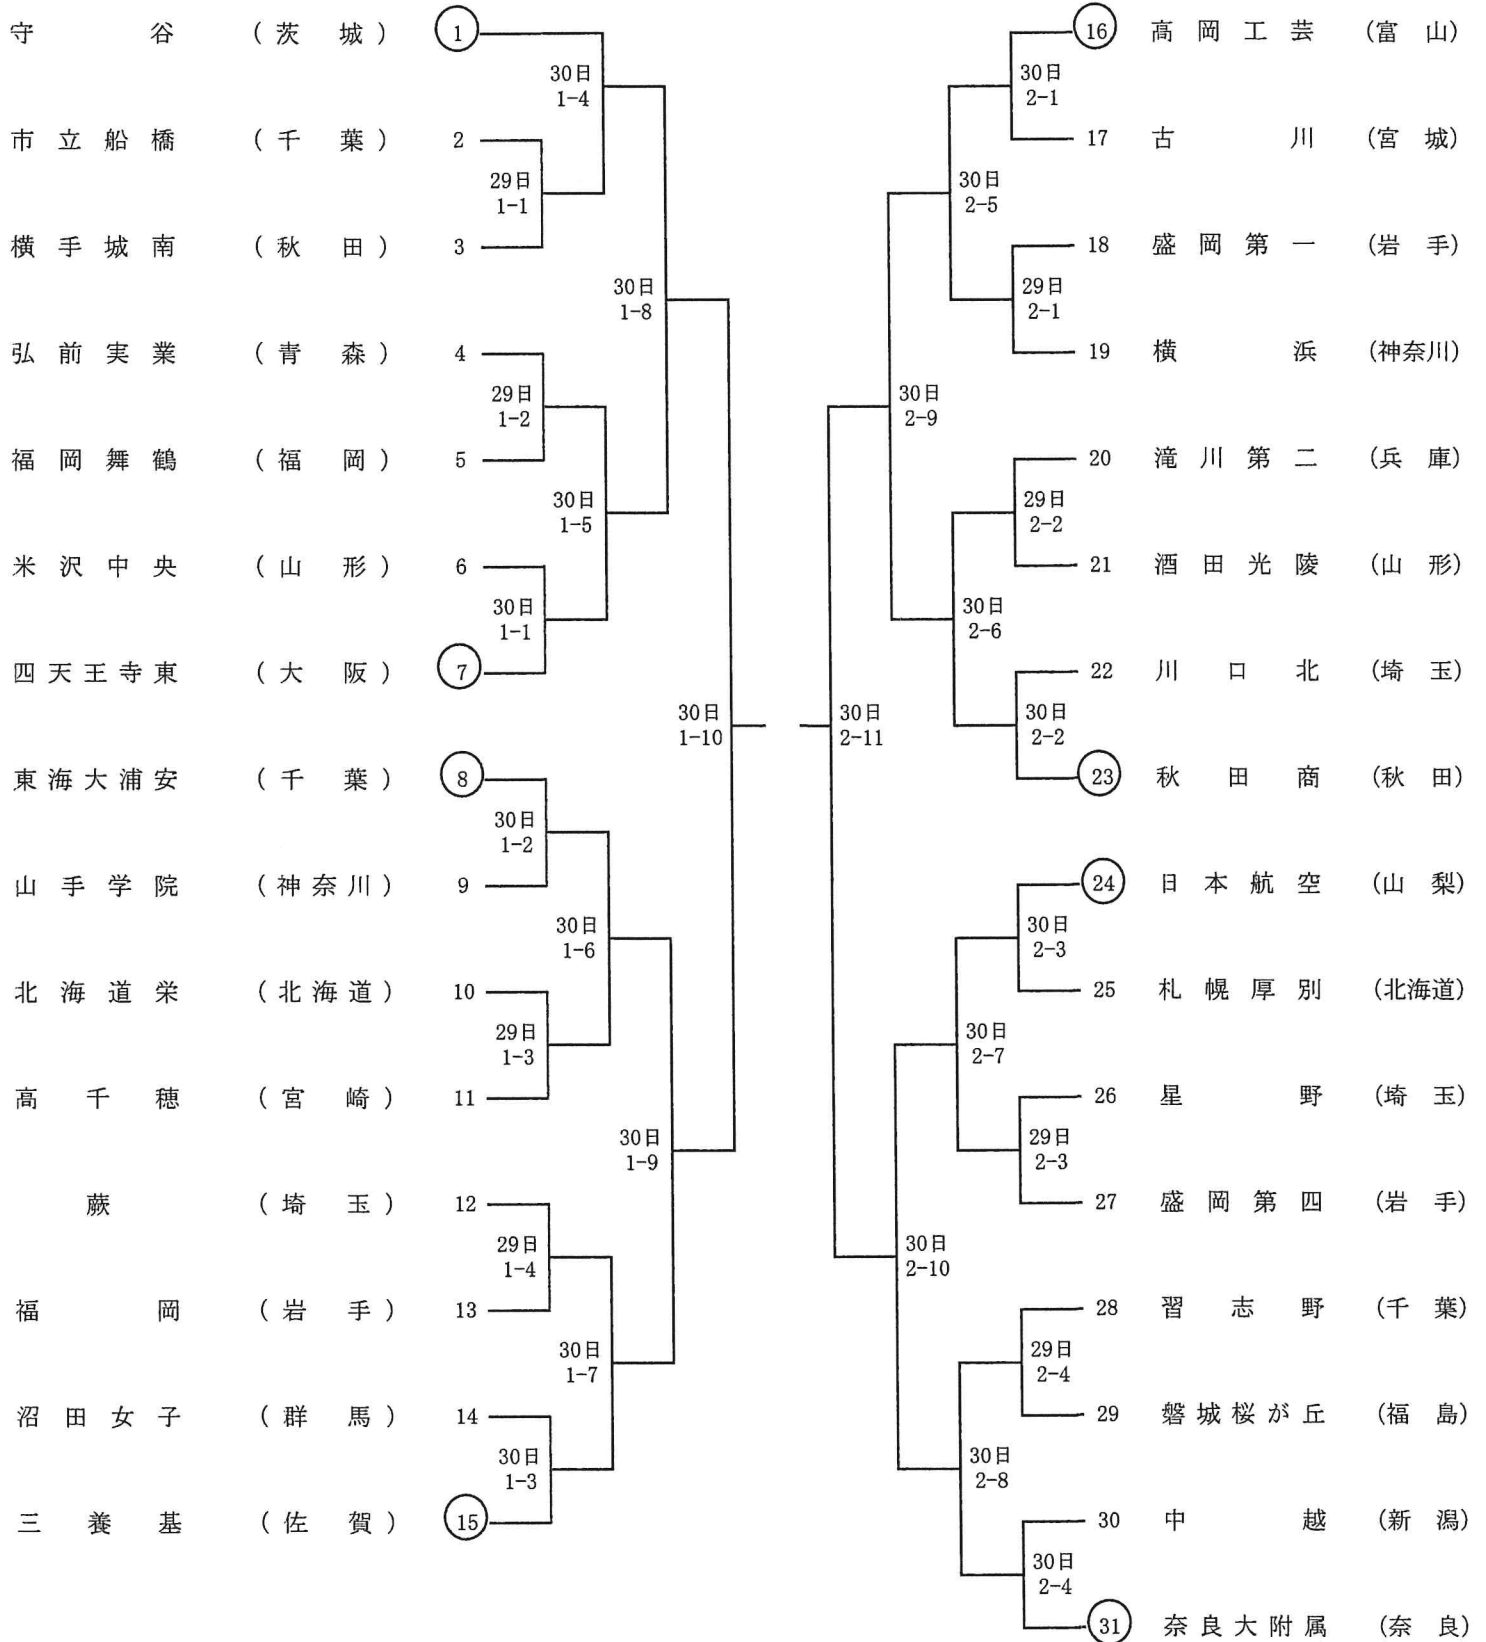 守谷 (茨城) 1
30日
1-4
市立船橋 (千葉) 2
29日
1-1
横手城南 (秋田) 3
30日
1-8
弘前実業 (青森) 4
29日
1-2
福岡舞鶴 (福岡) 5
30日
1-5
米沢中央 (山形) 6
30日
1-1
四天王寺東 (大阪) 7
30日
1-10
東海大浦安 (千葉) 8
30日
1-2
山手学院 (神奈川) 9
30日
1-6
北海道栄 (北海道) 10
29日
1-3
高千穂 (宮崎) 11
30日
1-9
蕨 (埼玉) 12
29日
1-4
福岡 (岩手) 13
30日
1-7
沼田女子 (群馬) 14
30日
1-3
三養基 (佐賀) 15
16 高岡工芸 (富山)
30日
2-1
17 古川 (宮城)
30日
2-5
18 盛岡第一 (岩手)
29日
2-1
19 横浜 (神奈川)
30日
2-9
20 滝川第二 (兵庫)
29日
2-2
21 酒田光陵 (山形)
30日
2-6
22 川口北 (埼玉)
30日
2-2
23 秋田商 (秋田)
30日
2-11
24 日本航空 (山梨)
30日
2-3
25 札幌厚別 (北海道)
30日
2-7
26 星野 (埼玉)
29日
2-3
27 盛岡第四 (岩手)
30日
2-10
28 習志野 (千葉)
29日
2-4
29 磐城桜が丘 (福島)
30日
2-8
30 中越 (新潟)
30日
2-4
31 奈良大附属 (奈良)